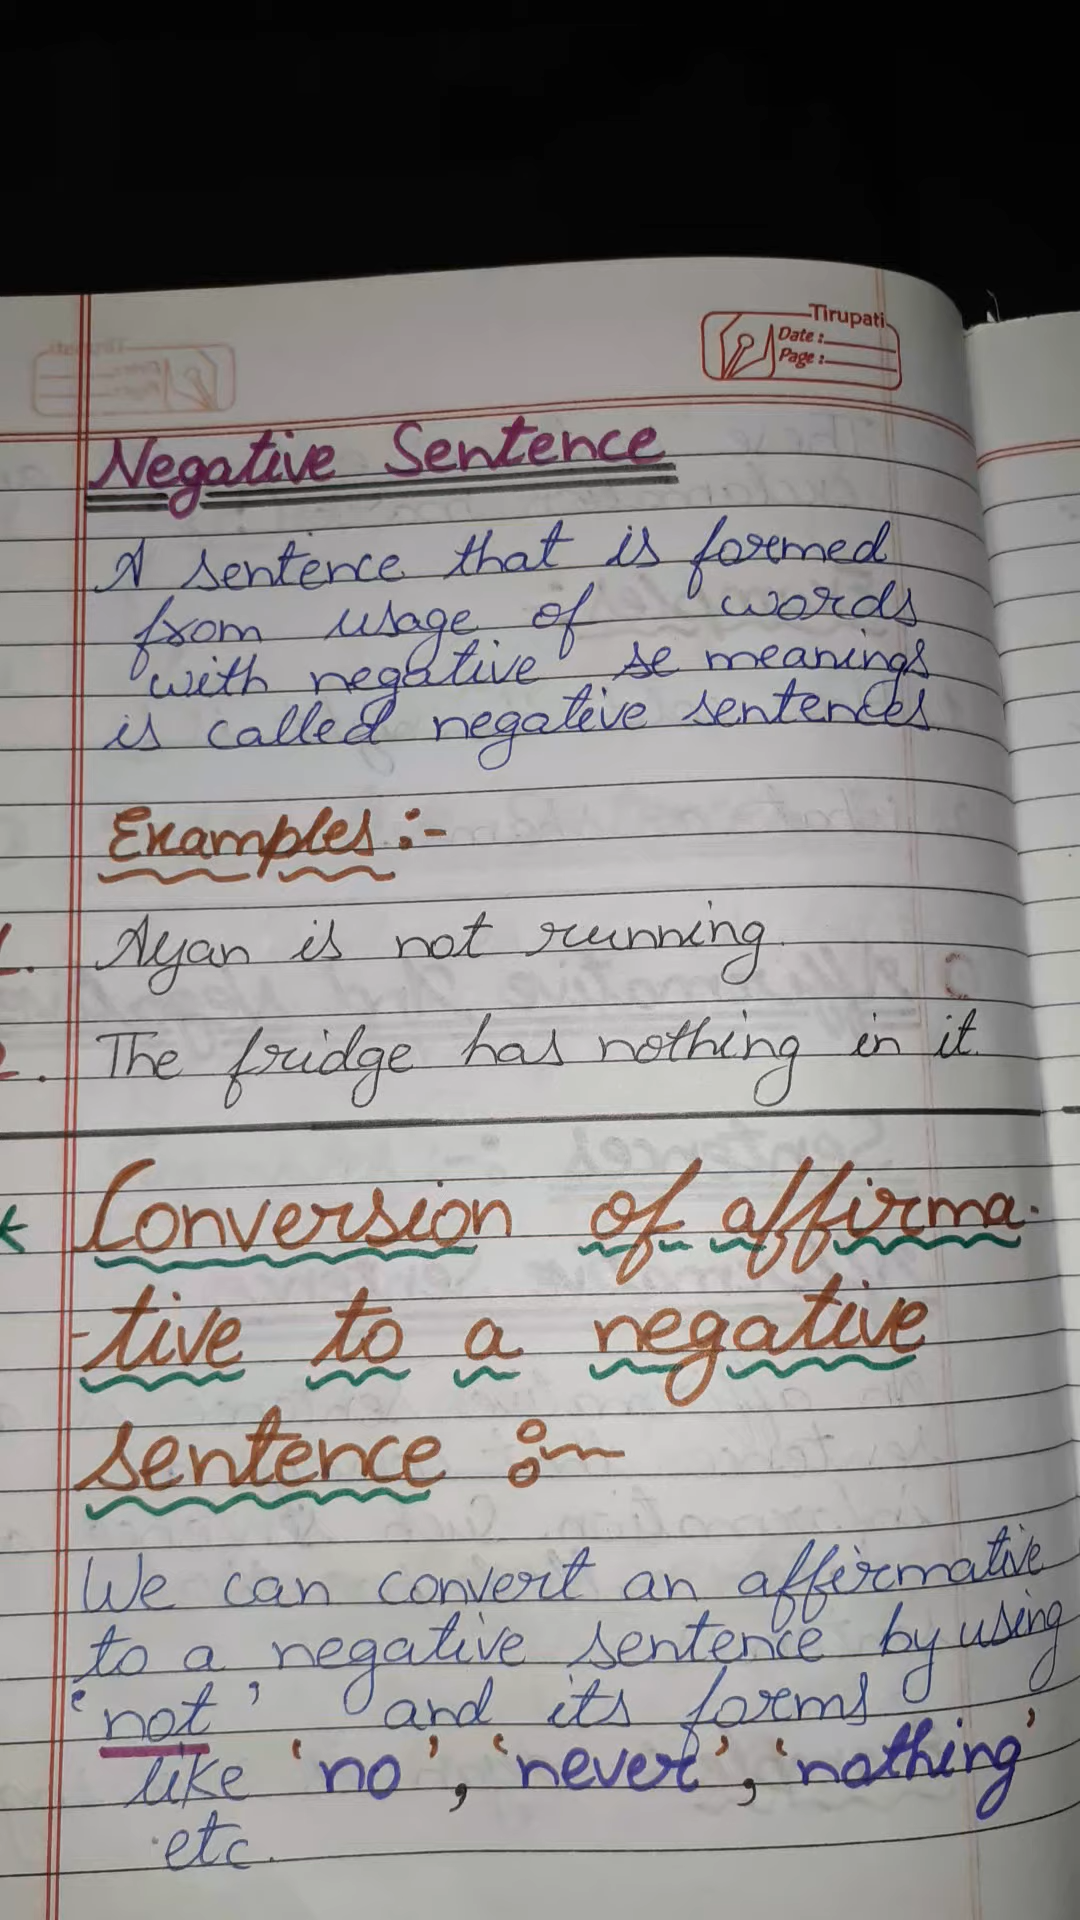 Tirupati
Date :
Page :
Negative Sentence
A sentence that is formed
from usage of words
with negative se meanings
is called negative sentences.
Examples :-
1. Ayan is not running.
2. The fridge has nothing in it.
Conversion of affirma-
-tive to a negative
sentence :-
We can convert an affirmative
to a negative sentence by using
'not' and its forms
like 'no', 'never', 'nothing'
etc.